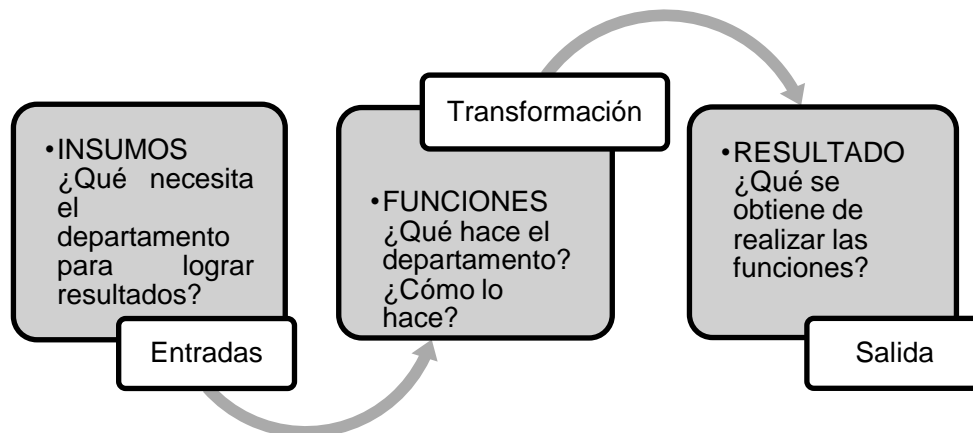 •INSUMOS
¿Qué necesita
el
departamento
para lograr
resultados?
Entradas
Transformación
•FUNCIONES
¿Qué hace el
departamento?
¿Cómo lo
hace?
•RESULTADO
¿Qué se
obtiene de
realizar las
funciones?
Salida